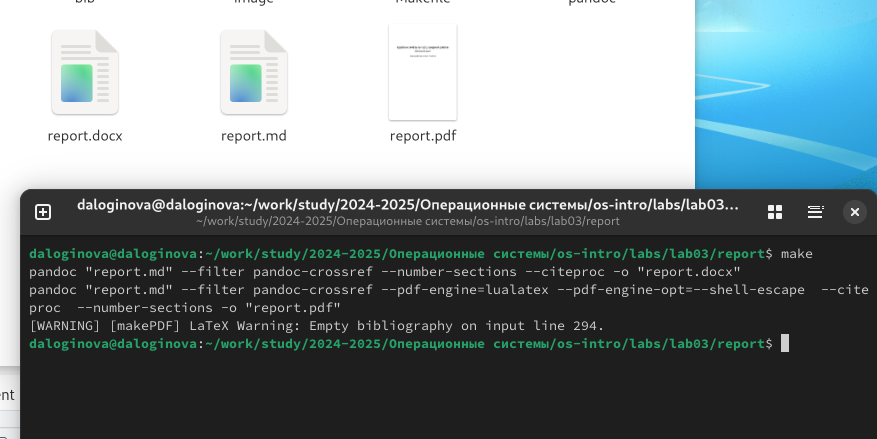 bib image Makefile pandoc
report.docx report.md report.pdf
daloginova@daloginova:~/work/study/2024-2025/Операционные системы/os-intro/labs/lab03...
~/work/study/2024-2025/Операционные системы/os-intro/labs/lab03/report
daloginova@daloginova:~/work/study/2024-2025/Операционные системы/os-intro/labs/lab03/report$ make
pandoc "report.md" --filter pandoc-crossref --number-sections --citeproc -o "report.docx"
pandoc "report.md" --filter pandoc-crossref --pdf-engine=lualatex --pdf-engine-opt=--shell-escape  --cite
proc  --number-sections -o "report.pdf"
[WARNING] [makePDF] LaTeX Warning: Empty bibliography on input line 294.
daloginova@daloginova:~/work/study/2024-2025/Операционные системы/os-intro/labs/lab03/report$
ent